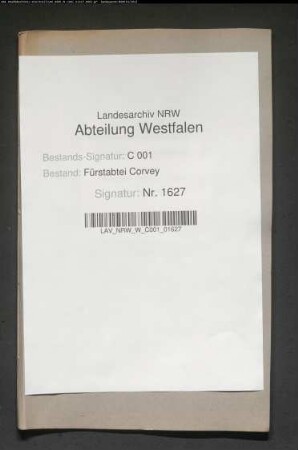 Landesarchiv NRW
Abteilung Westfalen
Bestands-Signatur: C 001
Bestand: Fürstabtei Corvey
Signatur: Nr. 1627
LAV_NRW_W_C001_01627